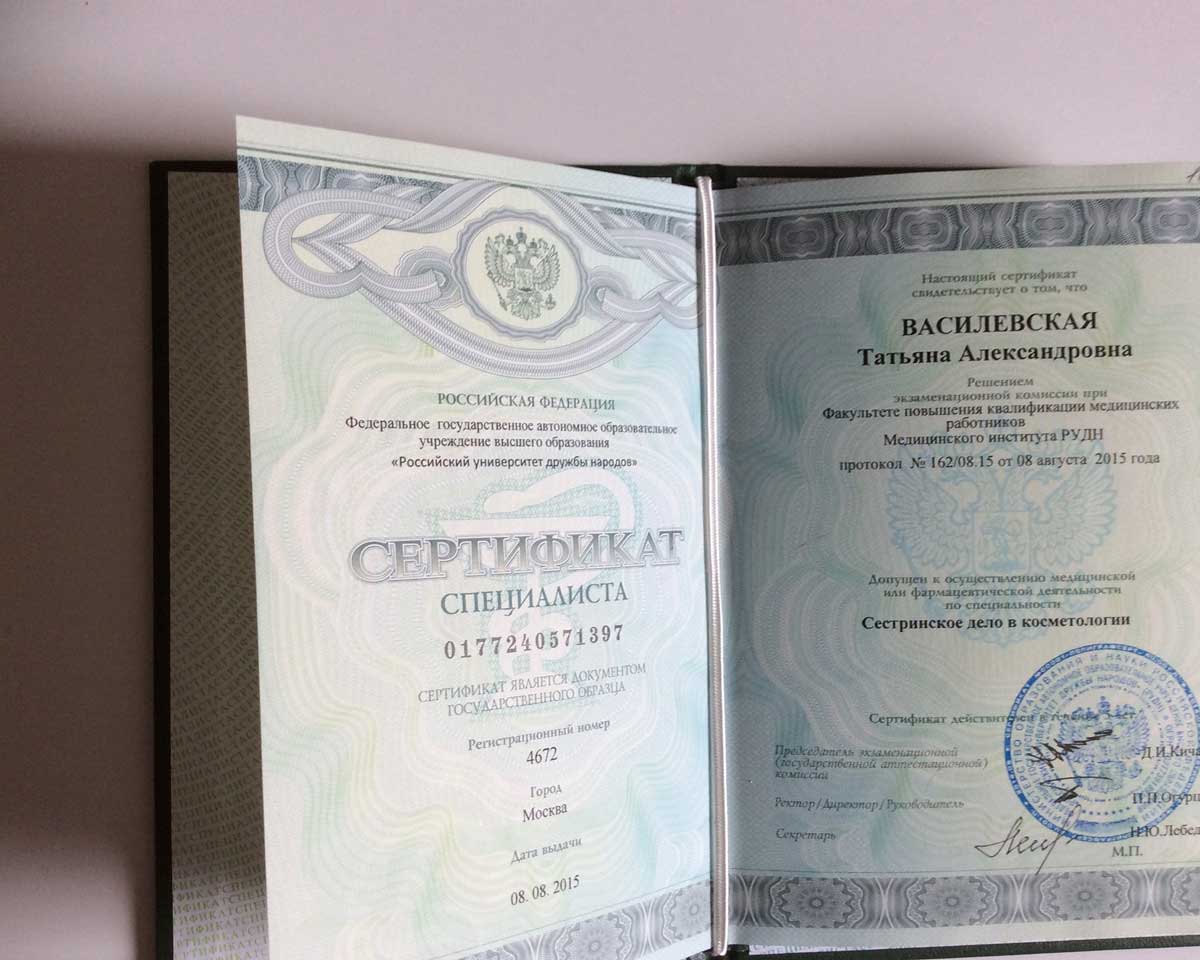 РОССИЙСКАЯ ФЕДЕРАЦИЯ
Федеральное государственное автономное образовательное
учреждение высшего образования
«Российский университет дружбы народов»
СЕРТИФИКАТ
СПЕЦИАЛИСТА
0177240571397
СЕРТИФИКАТ ЯВЛЯЕТСЯ ДОКУМЕНТОМ
ГОСУДАРСТВЕННОГО ОБРАЗЦА
Регистрационный номер
4672
Город
Москва
Дата выдачи
08. 08. 2015
Настоящий сертификат
свидетельствует о том, что
ВАСИЛЕВСКАЯ
Татьяна Александровна
Решением
экзаменационной комиссии при
Факультете повышения квалификации медицинских
работников
Медицинского института РУДН
протокол № 162/08.15 от 08 августа 2015 года
Допущен к осуществлению медицинской
или фармацевтической деятельности
по специальности
Сестринское дело в косметологии
Сертификат действителен в течение лет
Председатель экзаменационной
(государственной аттестационной)
комиссии
Д.И.Кича
Ректор/Директор/Руководитель
П.П.Огурц
Секретарь
Н.Ю.Лебед
М.П.